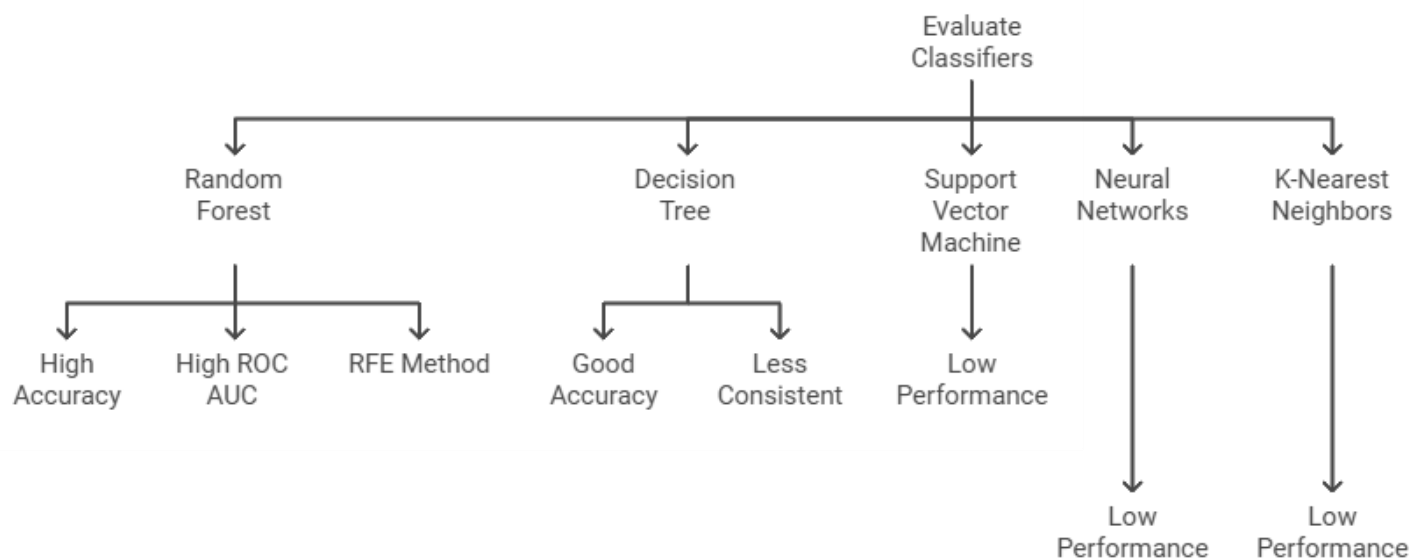 Evaluate
Classifiers
Random
Forest
Decision
Tree
Support
Vector
Machine
Neural
Networks
K-Nearest
Neighbors
High
Accuracy
High ROC
AUC
RFE Method
Good
Accuracy
Less
Consistent
Low
Performance
Low
Performance
Low
Performance